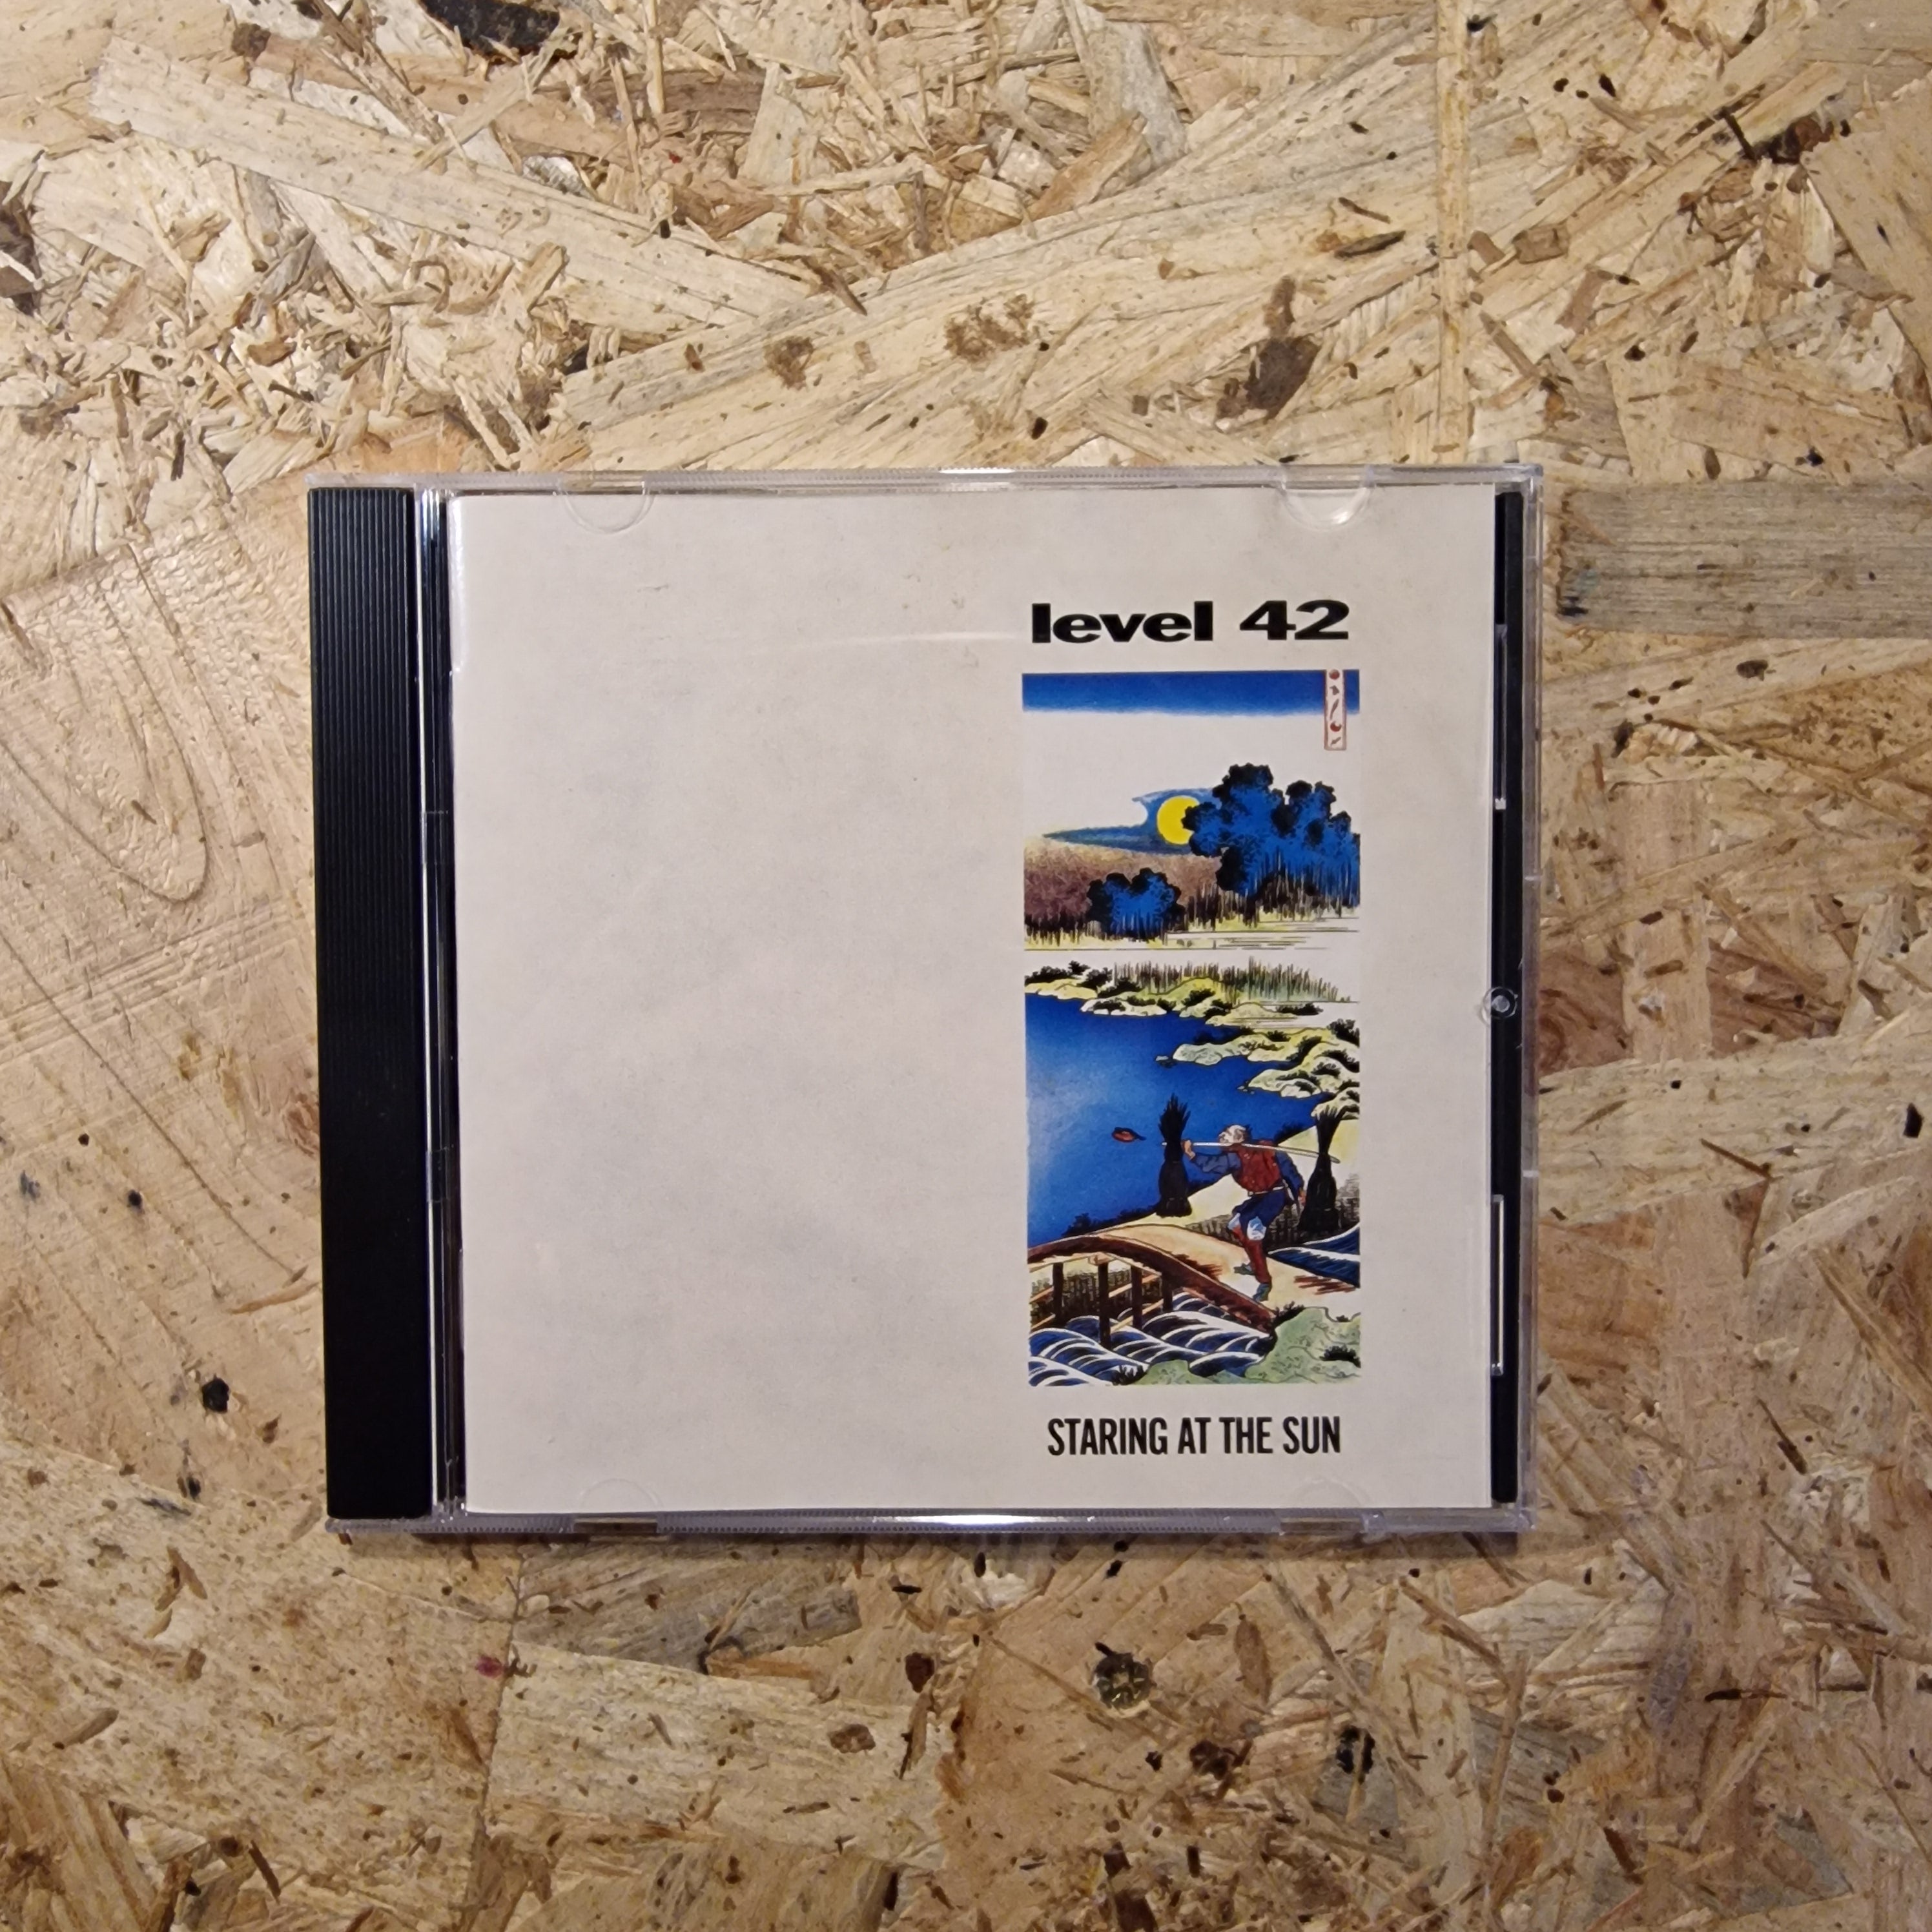 level 42
STARING AT THE SUN